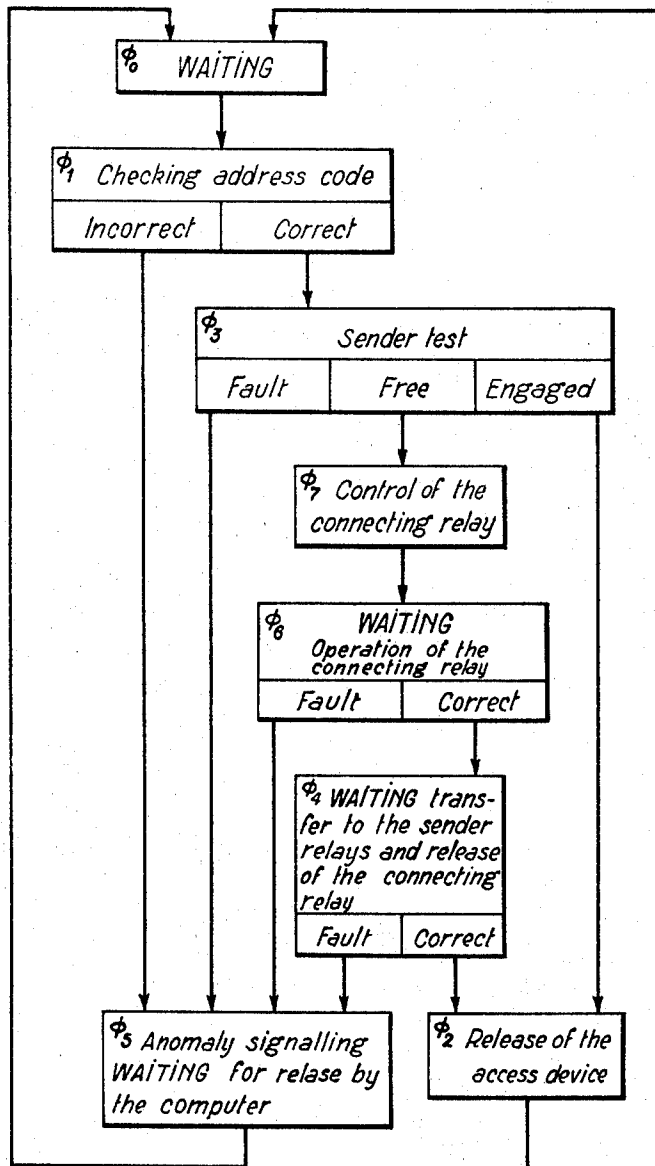 Φ0 WAITING
Φ1 Checking address code
Incorrect Correct
Φ3 Sender test
Fault Free Engaged
Φ7 Control of the
connecting relay
Φ6 WAITING
Operation of the
connecting relay
Fault Correct
Φ4 WAITING trans-
fer to the sender
relays and release
of the connecting
relay
Fault Correct
Φ5 Anomaly signalling
WAITING for relase by
the computer
Φ2 Release of the
access device